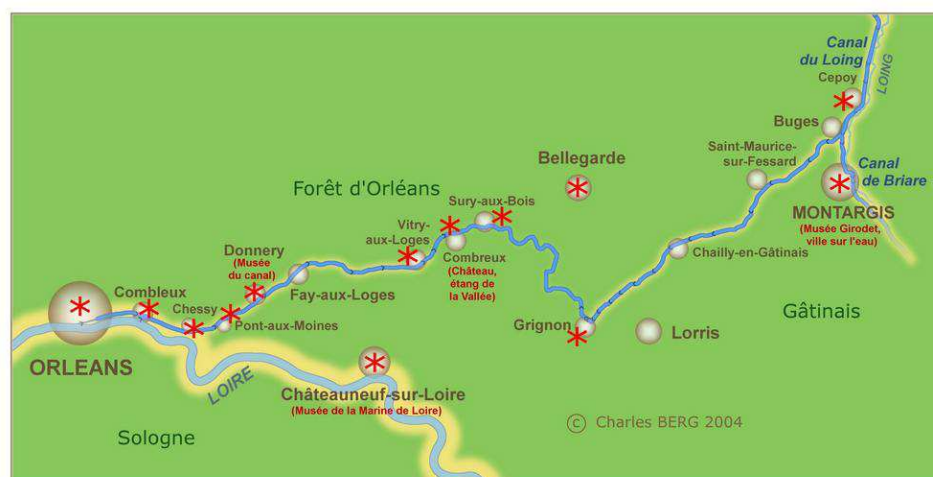 Canal
du Loing
Cepoy
LOING
Buges
Saint-Maurice-
sur-Fessard
Canal
de Briare
Bellegarde
MONTARGIS
(Musée Girodet,
ville sur l'eau)
Forêt d'Orléans
Sury-aux-Bois
Vitry-
aux-Loges
Donnery
(Musée
du canal)
Combreux
(Château,
étang de
la Vallée)
Chailly-en-Gâtinais
Fay-aux-Loges
Combleux
Chessy
Pont-aux-Moines
Grignon
Lorris
Gâtinais
ORLEANS
LOIRE
Châteauneuf-sur-Loire
(Musée de la Marine de Loire)
Sologne
© Charles BERG 2004